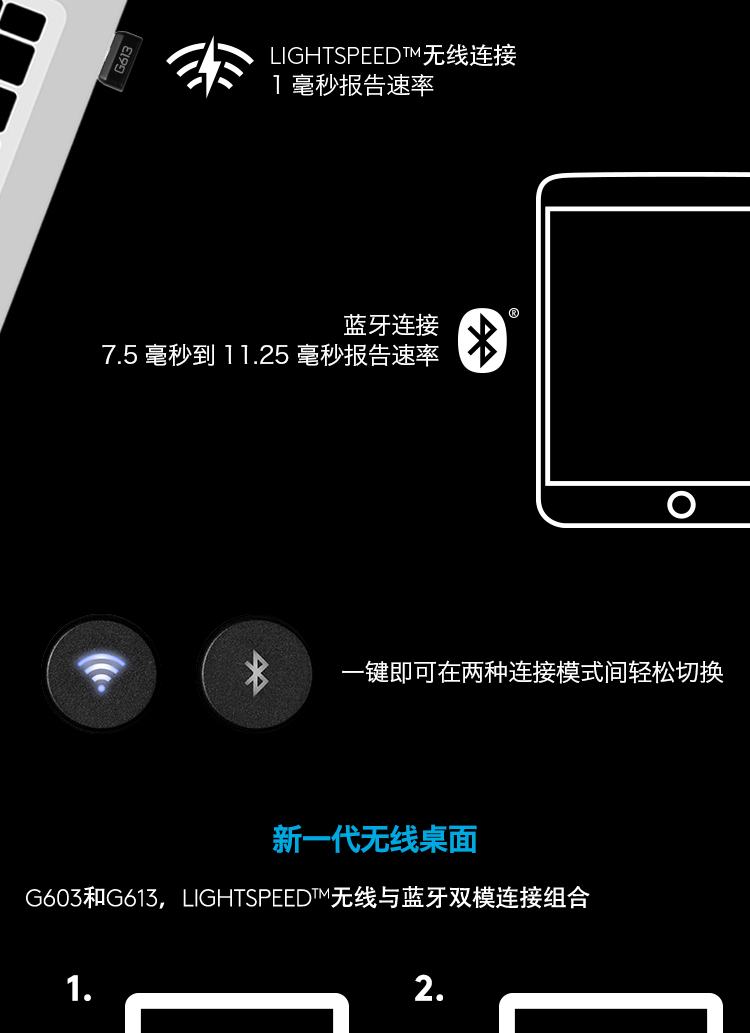 G613
LIGHTSPEED™无线连接
1 毫秒报告速率
蓝牙连接
®
7.5 毫秒到 11.25 毫秒报告速率
一键即可在两种连接模式间轻松切换
新一代无线桌面
G603和G613，LIGHTSPEED™无线与蓝牙双模连接组合
1.
2.